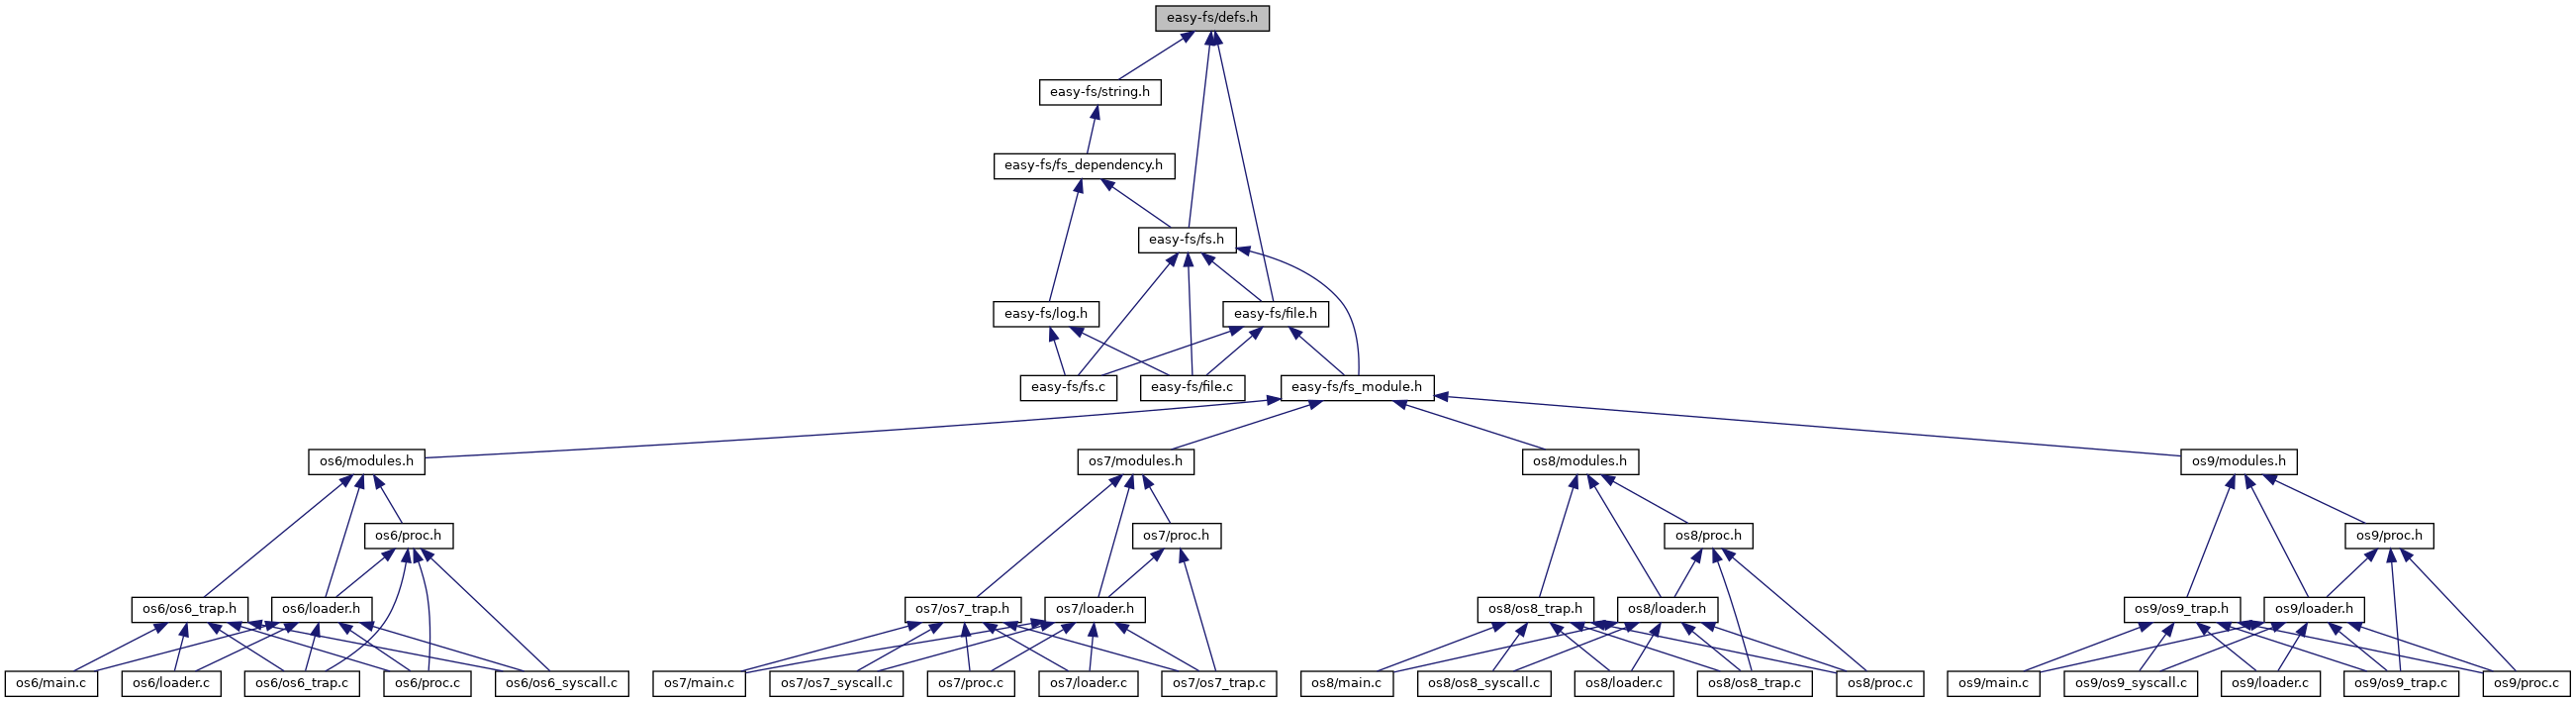 easy-fs/defs.h
easy-fs/string.h
easy-fs/fs_dependency.h
easy-fs/fs.h
easy-fs/log.h
easy-fs/file.h
easy-fs/fs.c
easy-fs/file.c
easy-fs/fs_module.h
os6/modules.h
os7/modules.h
os8/modules.h
os9/modules.h
os6/proc.h
os7/proc.h
os8/proc.h
os9/proc.h
os6/os6_trap.h
os6/loader.h
os7/os7_trap.h
os7/loader.h
os8/os8_trap.h
os8/loader.h
os9/os9_trap.h
os9/loader.h
os6/main.c
os6/loader.c
os6/os6_trap.c
os6/proc.c
os6/os6_syscall.c
os7/main.c
os7/os7_syscall.c
os7/proc.c
os7/loader.c
os7/os7_trap.c
os8/main.c
os8/os8_syscall.c
os8/loader.c
os8/os8_trap.c
os8/proc.c
os9/main.c
os9/os9_syscall.c
os9/loader.c
os9/os9_trap.c
os9/proc.c